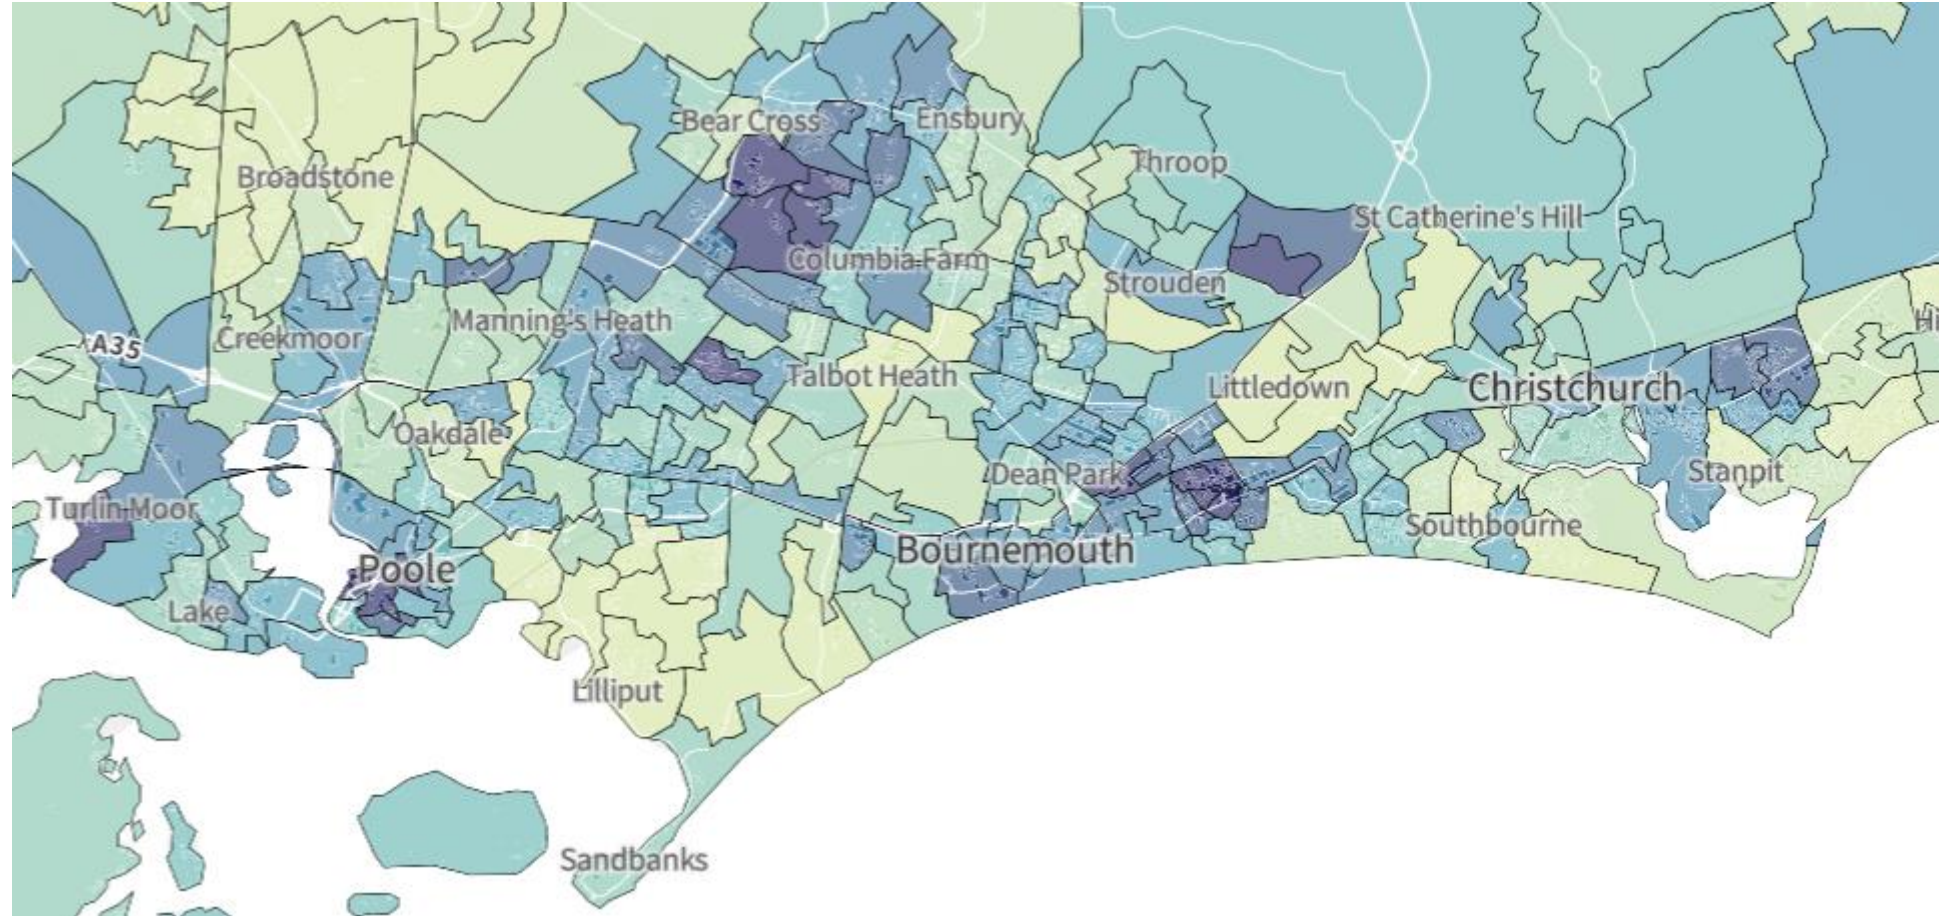 Bear Cross
Ensbury
Throop
Broadstone
St Catherine's Hill
Columbia Farm
Strouden
Manning's Heath
Creekmoor
A35
Hi
Talbot Heath
Littledown
Christchurch
Oakdale
Dean Park
Stanpit
Turlin Moor
Southbourne
Bournemouth
Poole
Lake
Lilliput
Sandbanks